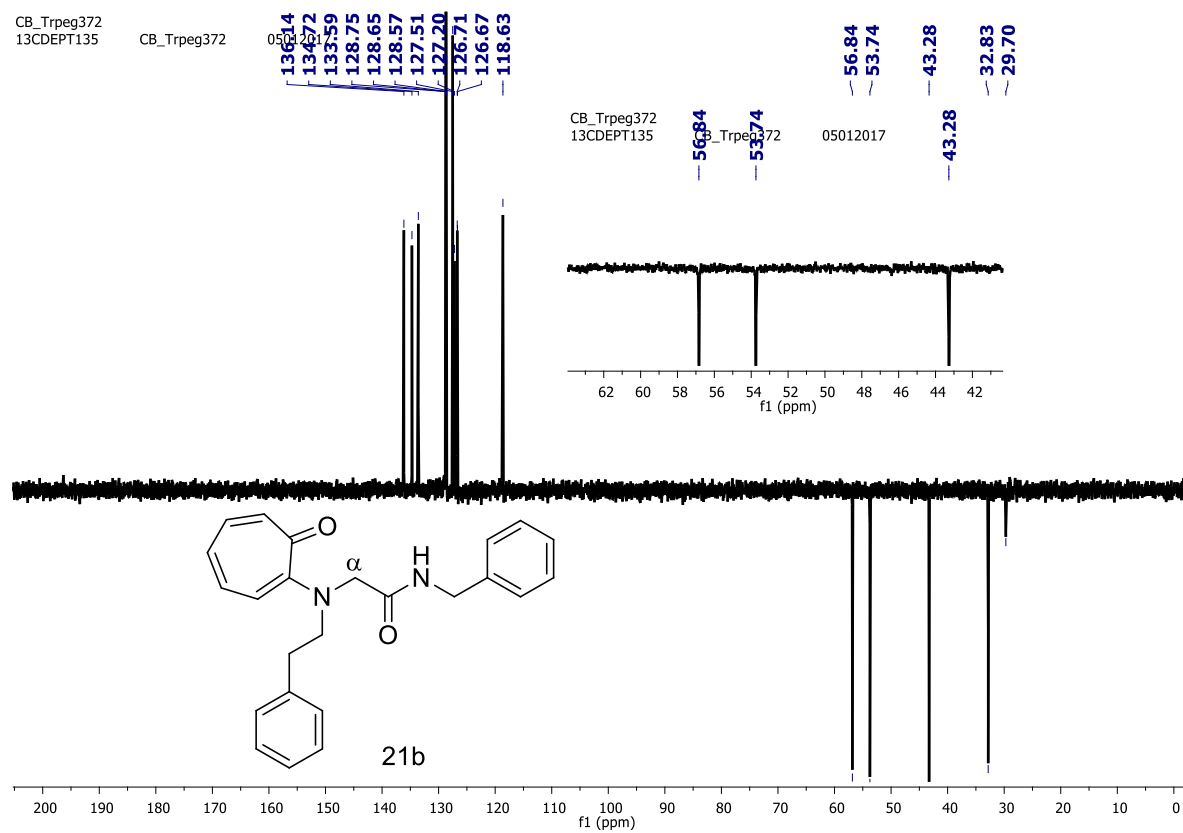 CB_Trpeg372
13CDEPT135 CB_Trpeg372 05012017
136.14
134.72
133.59
128.75
128.65
128.57
127.51
127.20
126.71
126.67
118.63
56.84
53.74
43.28
32.83
29.70
CB_Trpeg372
13CDEPT135 CB_Trpeg372 05012017
56.84
53.74
43.28
62 60 58 56 54 52 50 48 46 44 42
f1 (ppm)
O
α
H
N
N
O
21b
200 190 180 170 160 150 140 130 120 110 100 90 80 70 60 50 40 30 20 10 0
f1 (ppm)